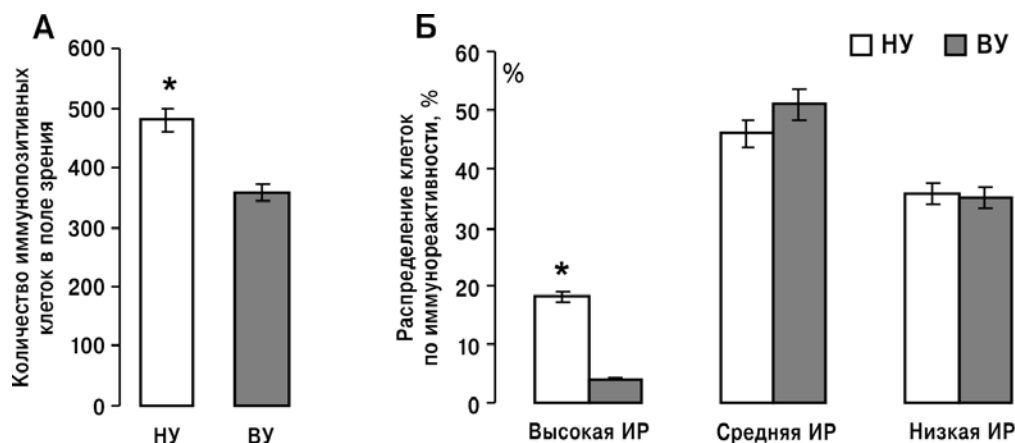 А
Количество иммунопозитивных
клеток в поле зрения
600
500
400
300
200
100
0
*
НУ
ВУ
Б
Распределение клеток
по иммунореактивности, %
60
50
40
30
20
10
0
%
НУ
ВУ
*
Высокая ИР
Средняя ИР
Низкая ИР